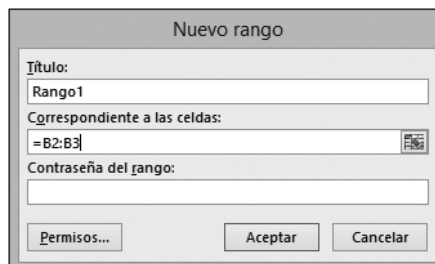 Nuevo rango
Título:
Rango1
Correspondiente a las celdas:
=B2:B3
Contraseña del rango:
Permisos...
Aceptar
Cancelar